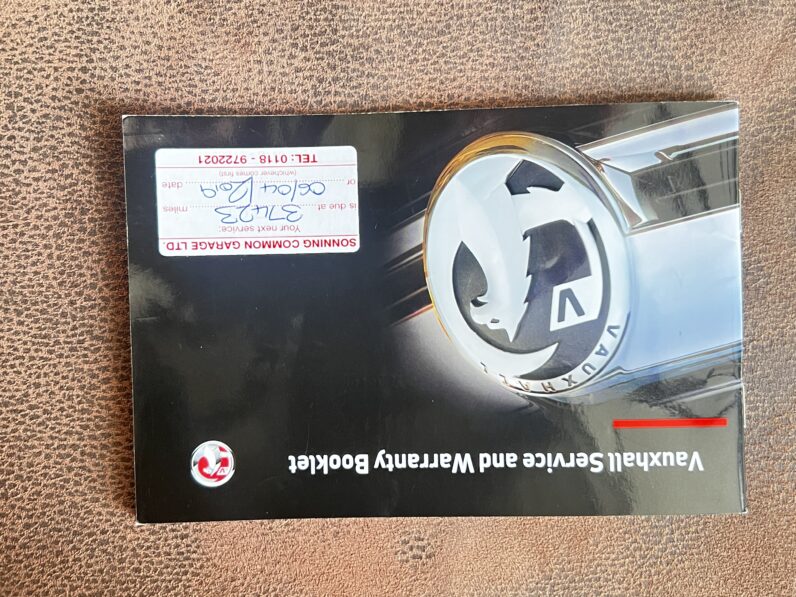 Vauxhall Service and Warranty Booklet
VAUXHALL
V
SONNING COMMON GARAGE LTD.
Your next service:
is due at 37423 miles
or 06/04/2019 date
(whichever comes first)
TEL: 0118 - 9722021